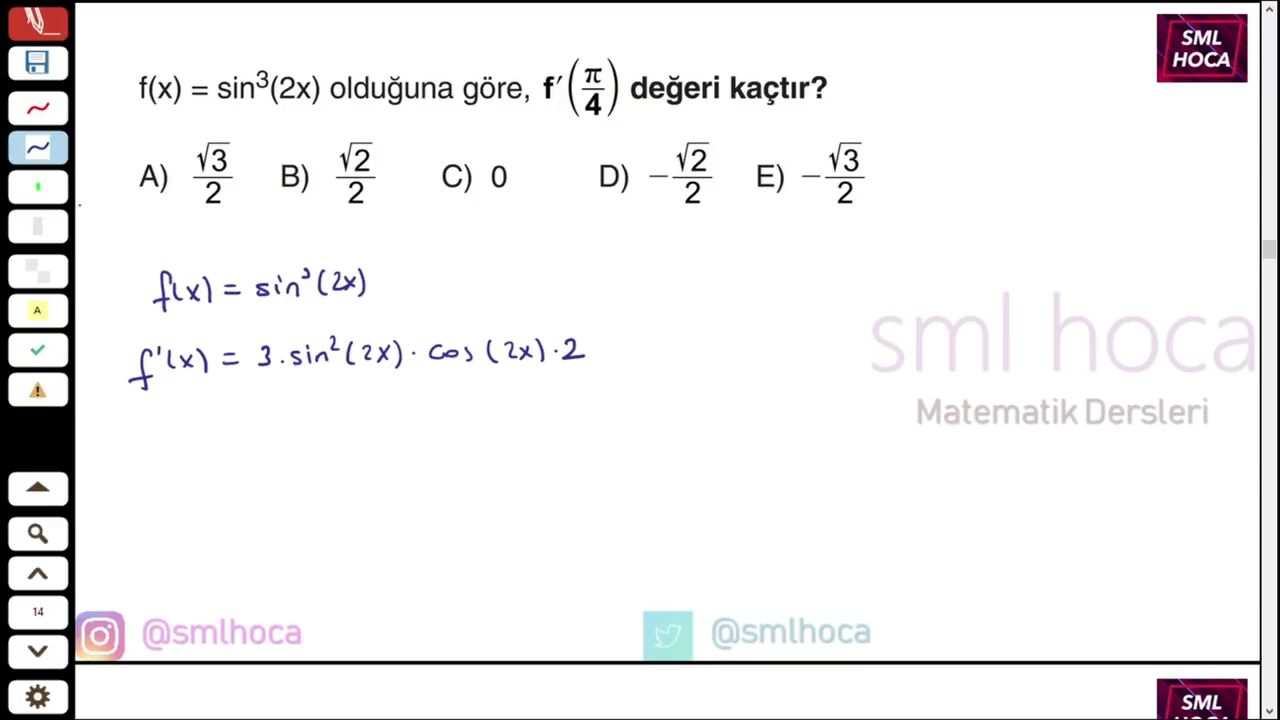 SML
HOCA
f(x) = sin³(2x) olduğuna göre, f′(π/4) değeri kaçtır?
A) √3/2 B) √2/2 C) 0 D) −√2/2 E) −√3/2
f(x) = sin³(2x)
f'(x) = 3·sin²(2x)·cos(2x)·2
sml hoca
Matematik Dersleri
A
14
@smlhoca @smlhoca
SML
HOCA